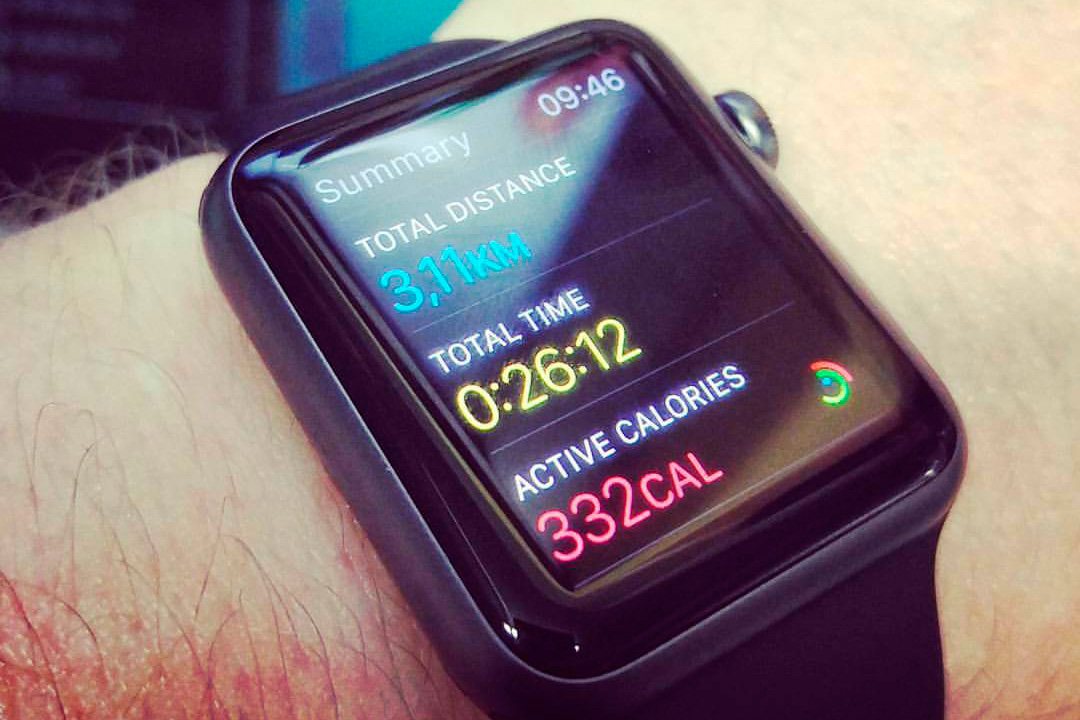 09:46
Summary
TOTAL DISTANCE
3,11KM
TOTAL TIME
0:26:12
ACTIVE CALORIES
332CAL